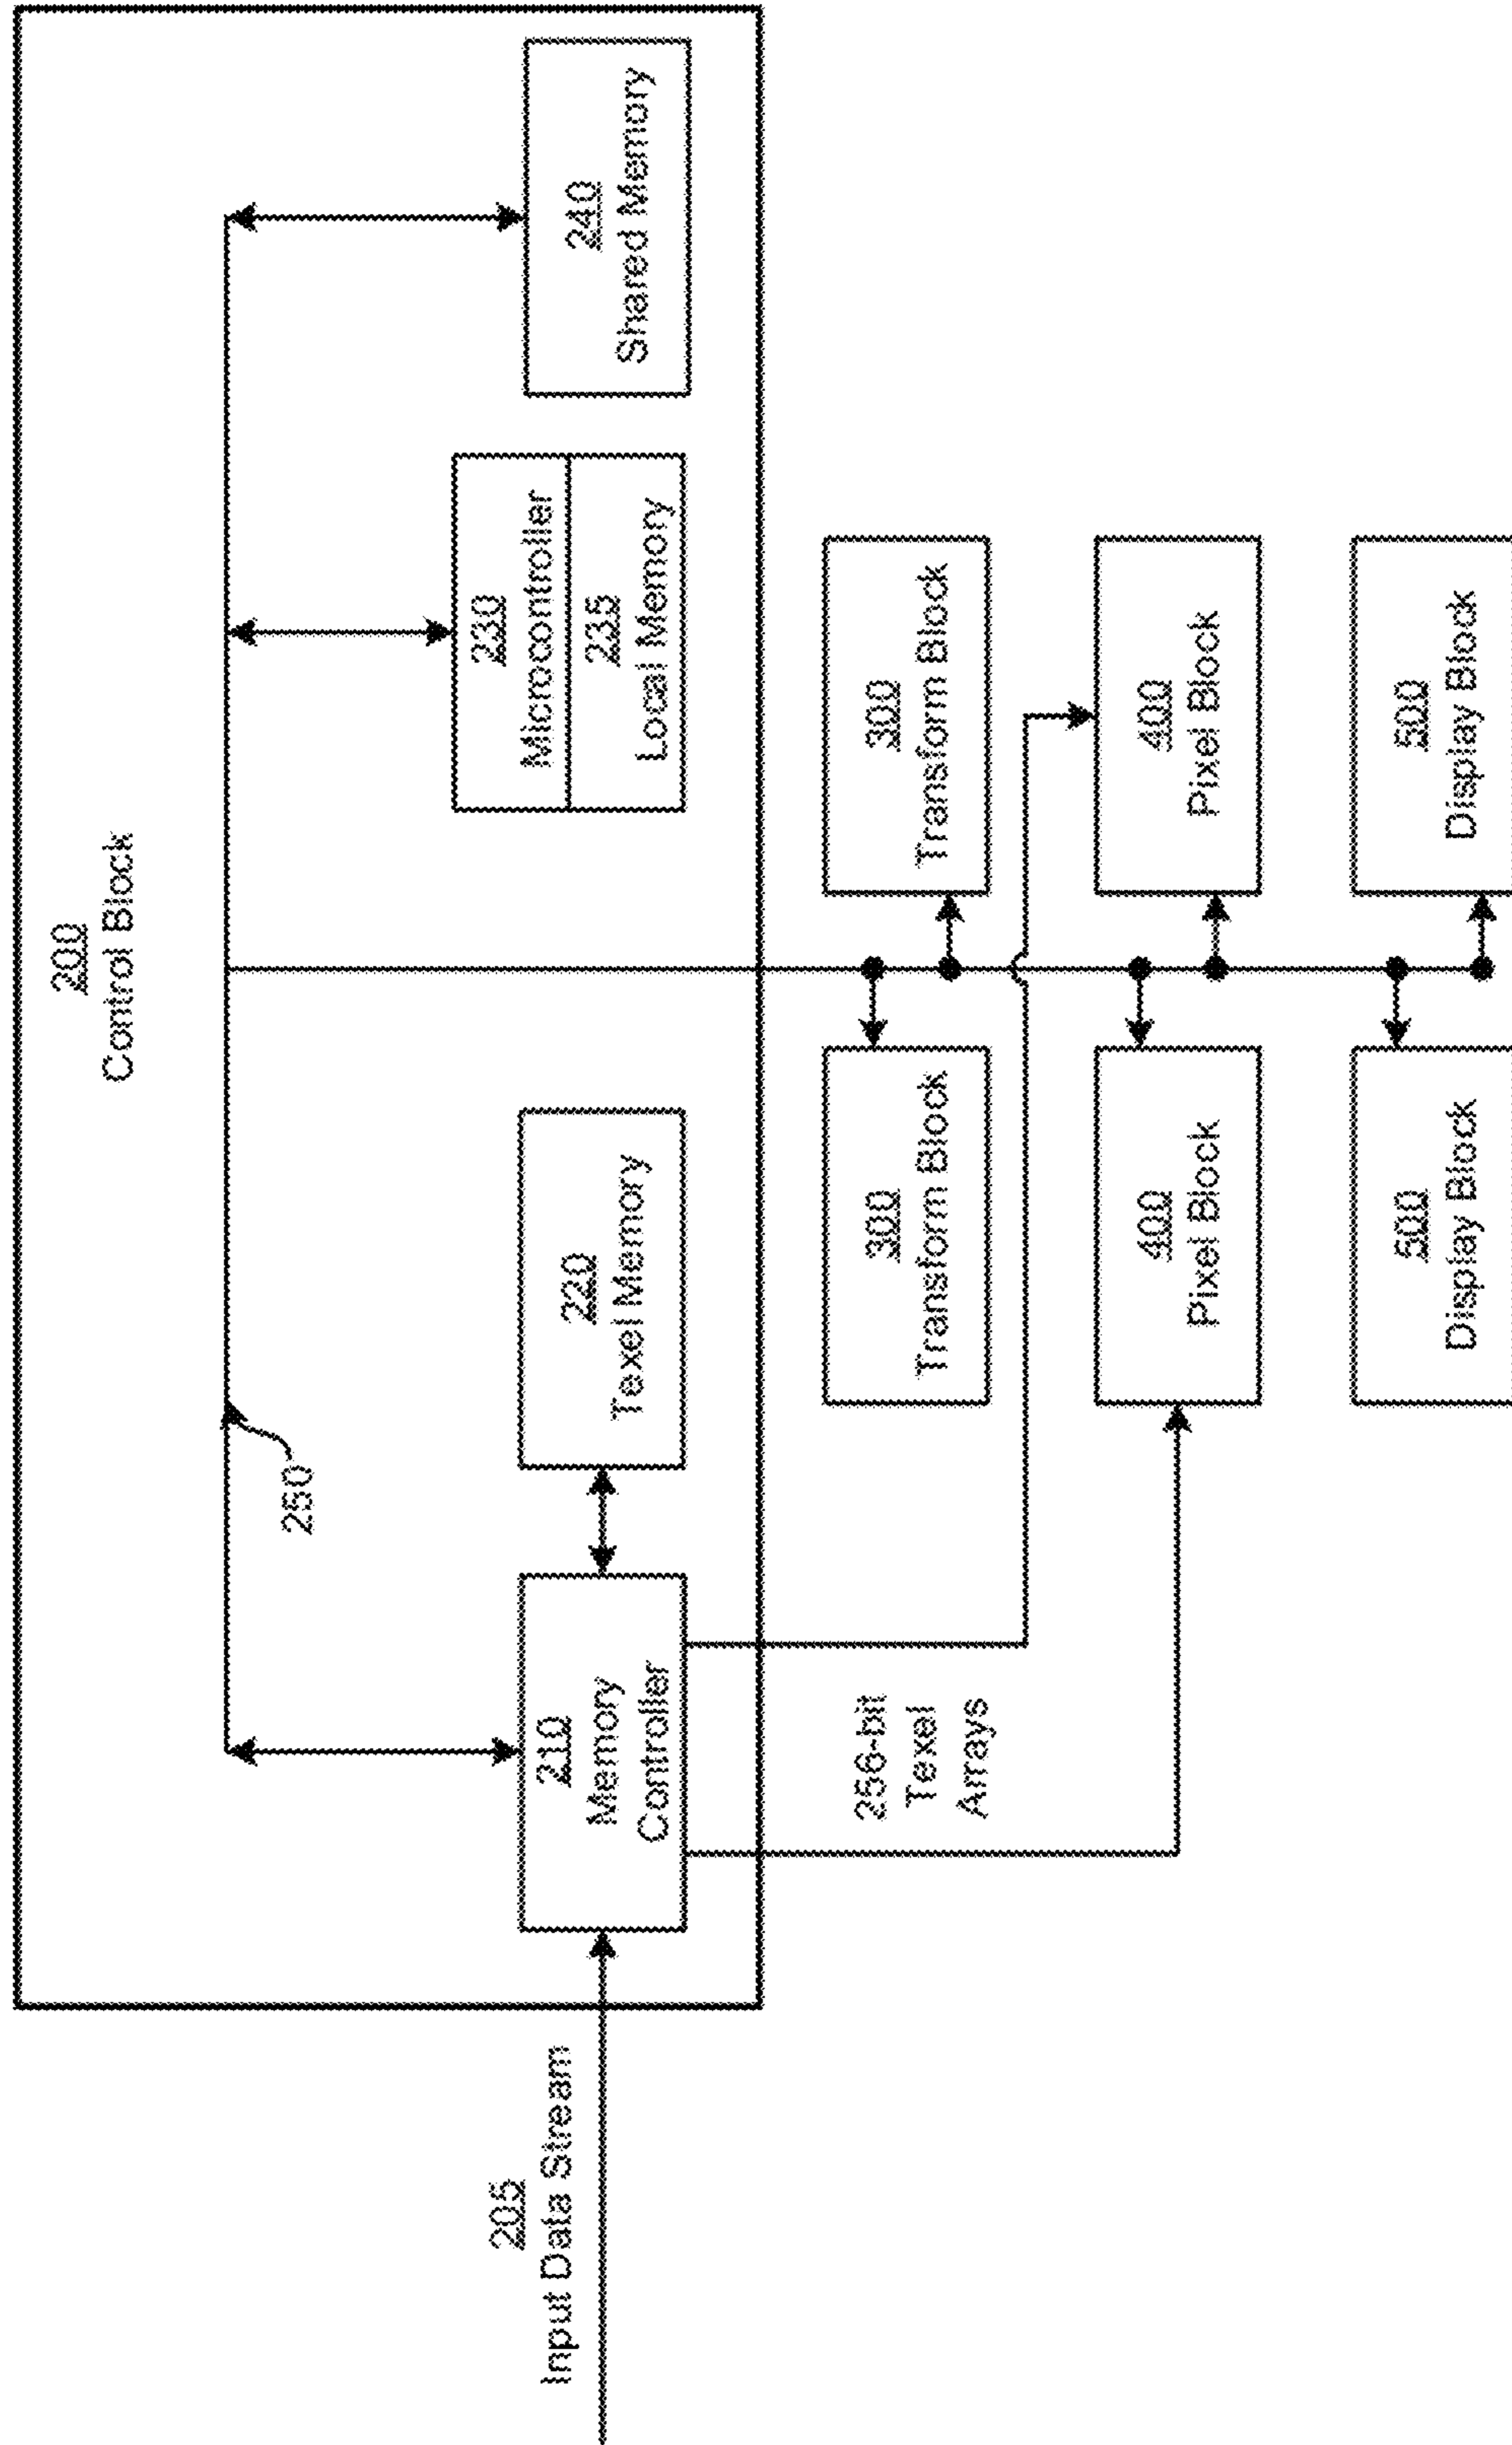 200
Control Block
250
205
Input Data Stream
210
Memory
Controller
220
Texel Memory
230
Microcontroller
235
Local Memory
240
Shared Memory
256-bit
Texel
Arrays
300
Transform Block
300
Transform Block
400
Pixel Block
400
Pixel Block
500
Display Block
500
Display Block